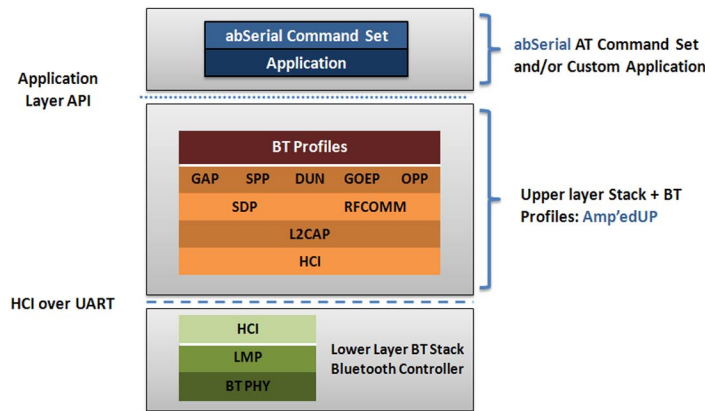 abSerial Command Set
Application
abSerial AT Command Set
and/or Custom Application
Application
Layer API
BT Profiles
GAP SPP DUN GOEP OPP
SDP RFCOMM
L2CAP
HCI
Upper layer Stack + BT
Profiles: Amp'edUP
HCI over UART
HCI
LMP
BT PHY
Lower Layer BT Stack
Bluetooth Controller